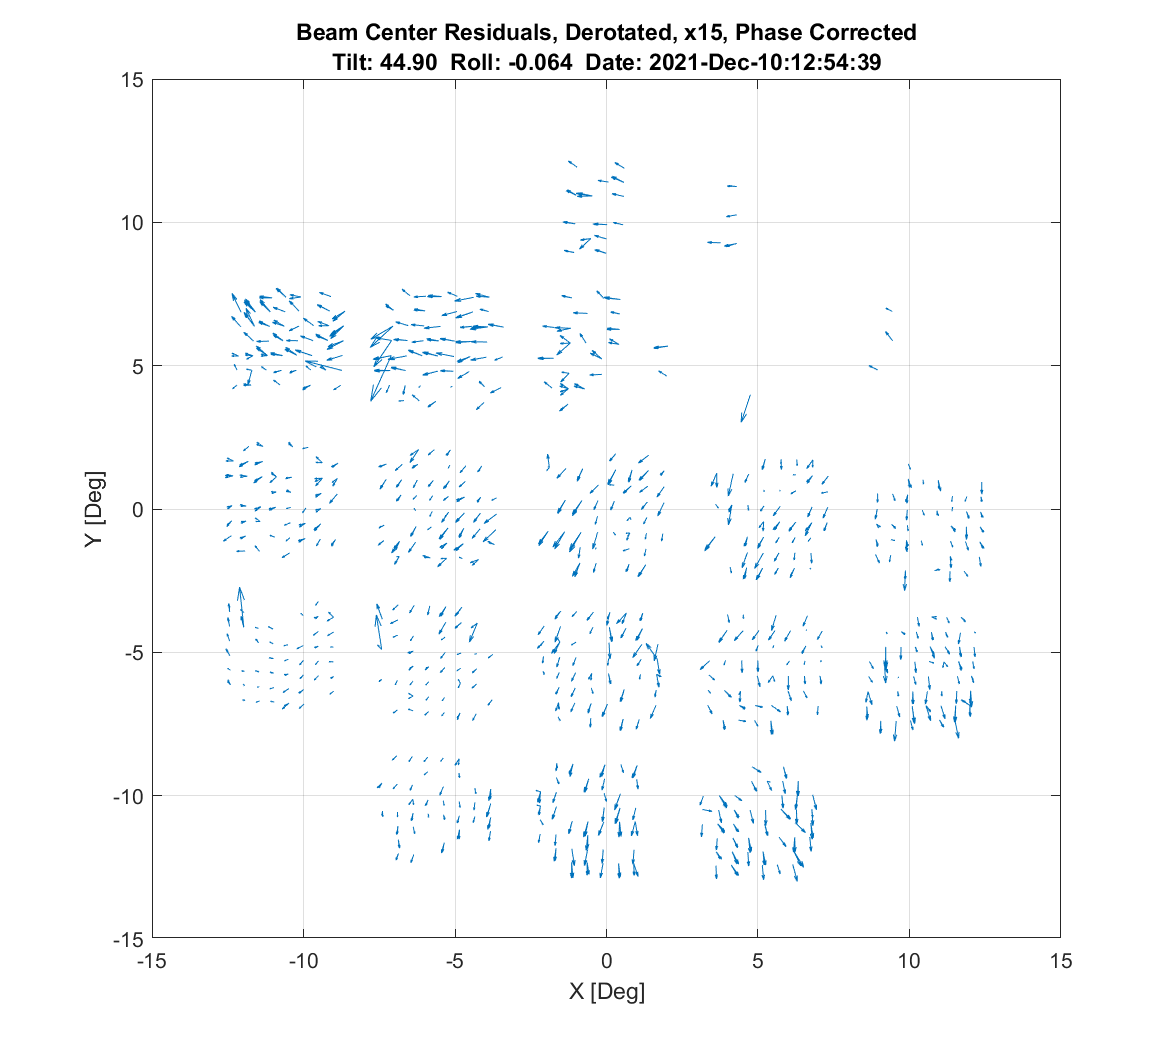 Beam Center Residuals, Derotated, x15, Phase Corrected
Tilt: 44.90 Roll: -0.064 Date: 2021-Dec-10:12:54:39
15
10
5
0
-5
-10
-15
Y [Deg]
-15 -10 -5 0 5 10 15
X [Deg]